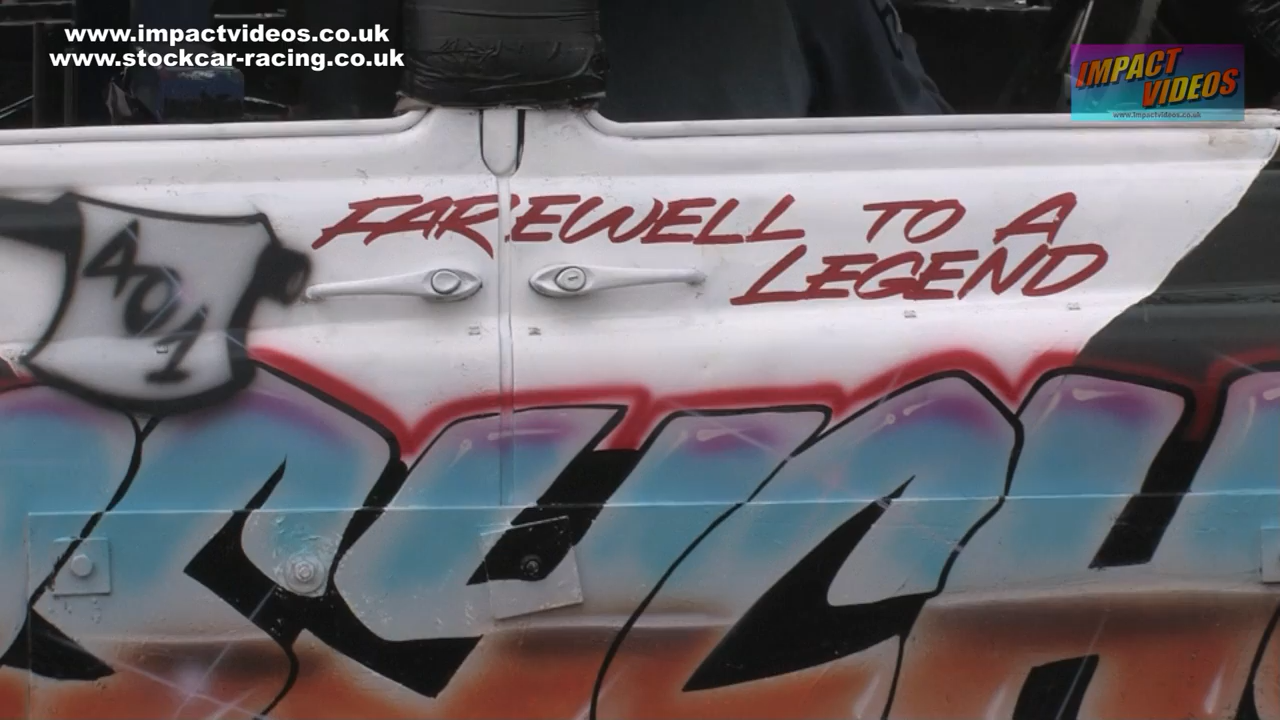 www.impactvideos.co.uk
www.stockcar-racing.co.uk
IMPACT
VIDEOS
www.impactvideos.co.uk
FAREWELL TO A
LEGEND
401